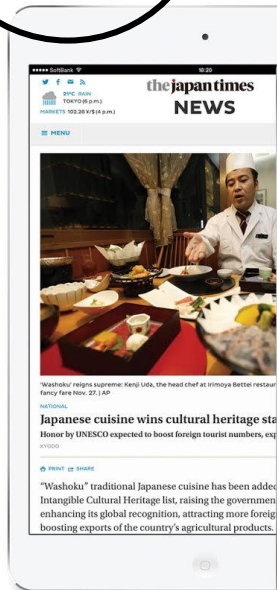 SoftBank 16:20
the japan times
NEWS
21°C RAIN
TOKYO (6 p.m.)
MARKETS 102.28 ¥/$ (4 p.m.)
MENU
'Washoku' reigns supreme: Kenji Uda, the head chef at Irimoya Bettei restaur
fancy fare Nov. 27. | AP
NATIONAL
Japanese cuisine wins cultural heritage sta
Honor by UNESCO expected to boost foreign tourist numbers, exp
KYODO
PRINT SHARE
"Washoku" traditional Japanese cuisine has been added
Intangible Cultural Heritage list, raising the governmen
enhancing its global recognition, attracting more foreig
boosting exports of the country's agricultural products.